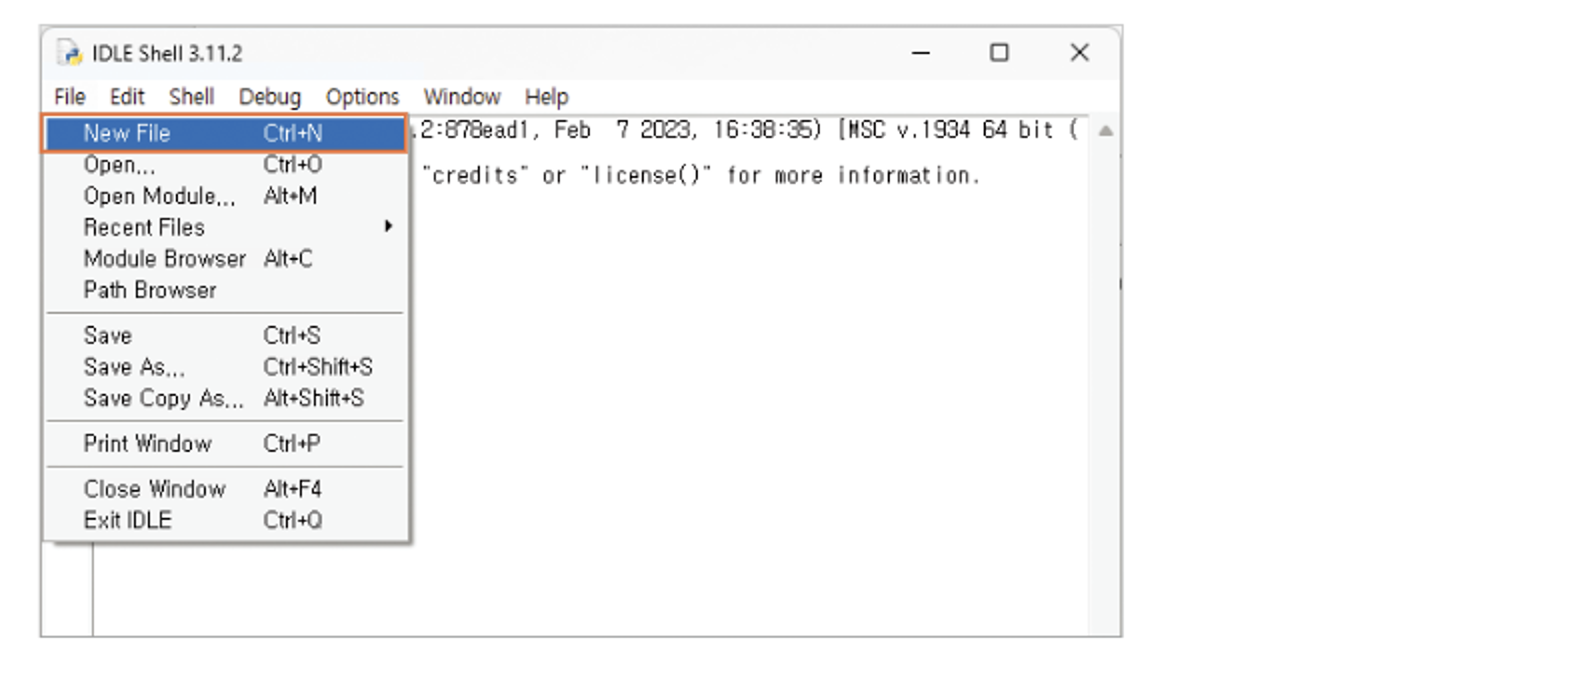 IDLE Shell 3.11.2
File Edit Shell Debug Options Window Help
New File Ctrl+N
.2:878ead1, Feb 7 2023, 16:38:35) [MSC v.1934 64 bit (
Open... Ctrl+O
"credits" or "license()" for more information.
Open Module... Alt+M
Recent Files
Module Browser Alt+C
Path Browser
Save Ctrl+S
Save As... Ctrl+Shift+S
Save Copy As... Alt+Shift+S
Print Window Ctrl+P
Close Window Alt+F4
Exit IDLE Ctrl+Q